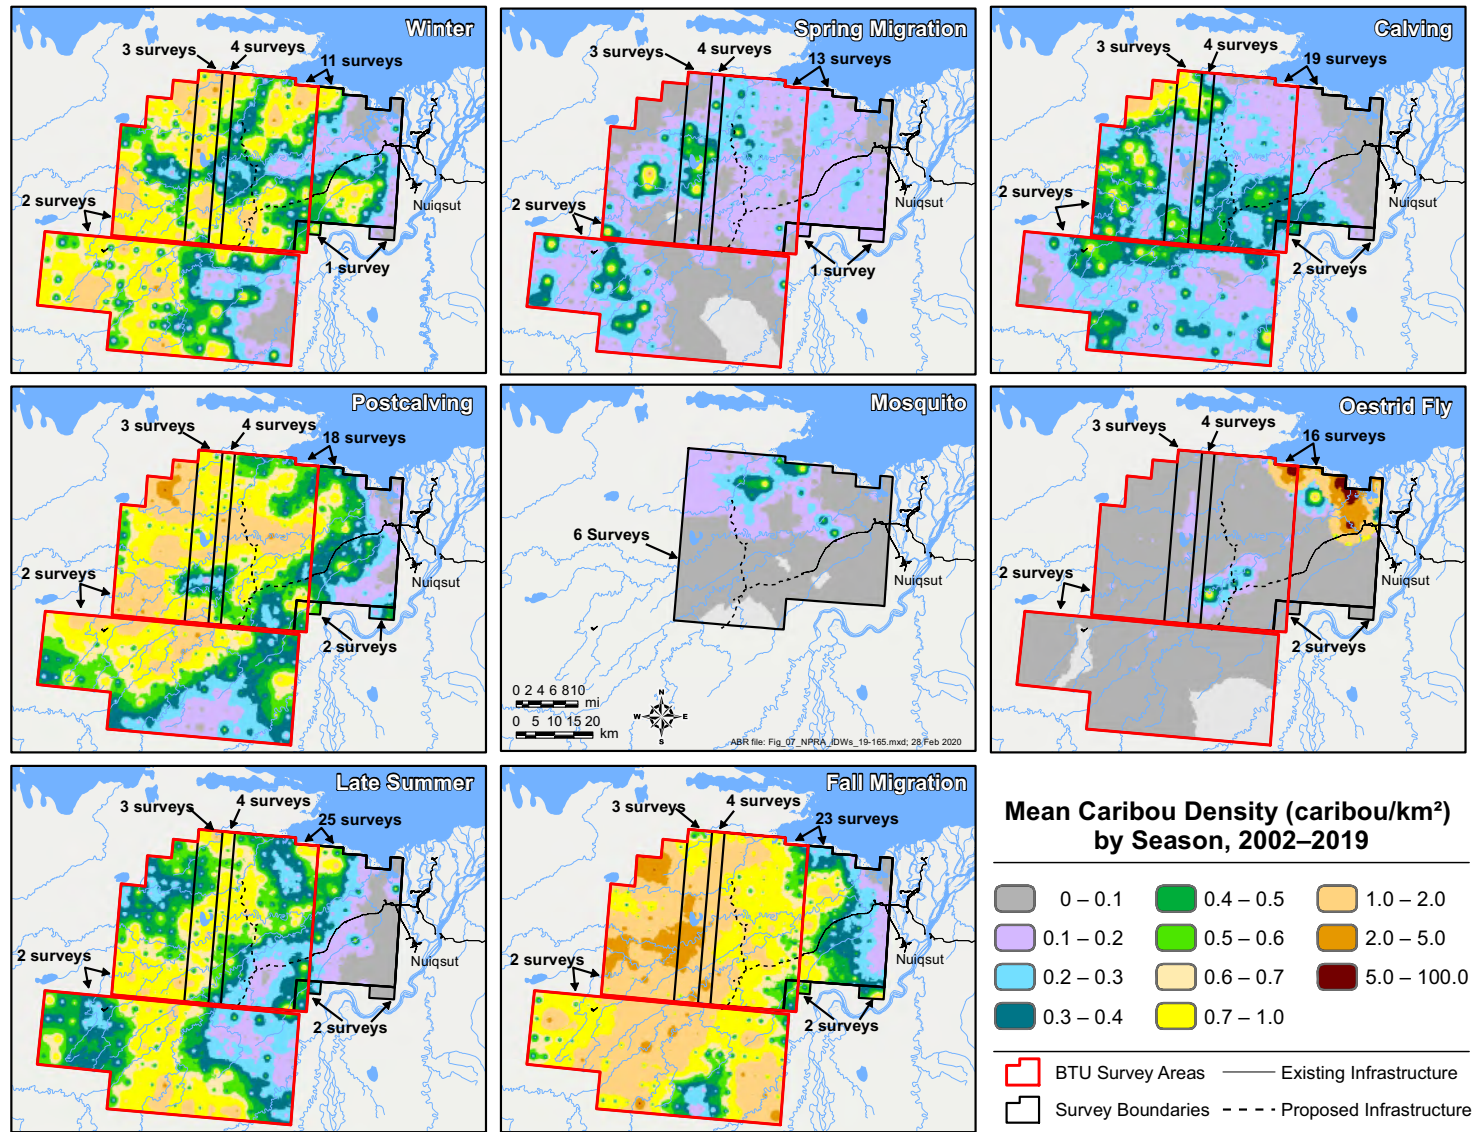 Winter
3 surveys
4 surveys
11 surveys
2 surveys
Nuiqsut
1 survey
Spring Migration
3 surveys
4 surveys
13 surveys
2 surveys
Nuiqsut
1 survey
Calving
3 surveys
4 surveys
19 surveys
2 surveys
Nuiqsut
2 surveys
Postcalving
3 surveys
4 surveys
18 surveys
2 surveys
Nuiqsut
2 surveys
Mosquito
6 Surveys
Nuiqsut
0 2 4 6 8 10
mi
0 5 10 15 20
km
N
W E
S
ABR file: Fig_07_NPRA_IDWs_19-165.mxd; 28 Feb 2020
Oestrid Fly
3 surveys
4 surveys
16 surveys
2 surveys
Nuiqsut
2 surveys
Late Summer
3 surveys
4 surveys
25 surveys
2 surveys
Nuiqsut
2 surveys
Fall Migration
3 surveys
4 surveys
23 surveys
2 surveys
Nuiqsut
2 surveys
Mean Caribou Density (caribou/km²)
by Season, 2002–2019
0 – 0.1 0.4 – 0.5 1.0 – 2.0
0.1 – 0.2 0.5 – 0.6 2.0 – 5.0
0.2 – 0.3 0.6 – 0.7 5.0 – 100.0
0.3 – 0.4 0.7 – 1.0
BTU Survey Areas Existing Infrastructure
Survey Boundaries Proposed Infrastructure